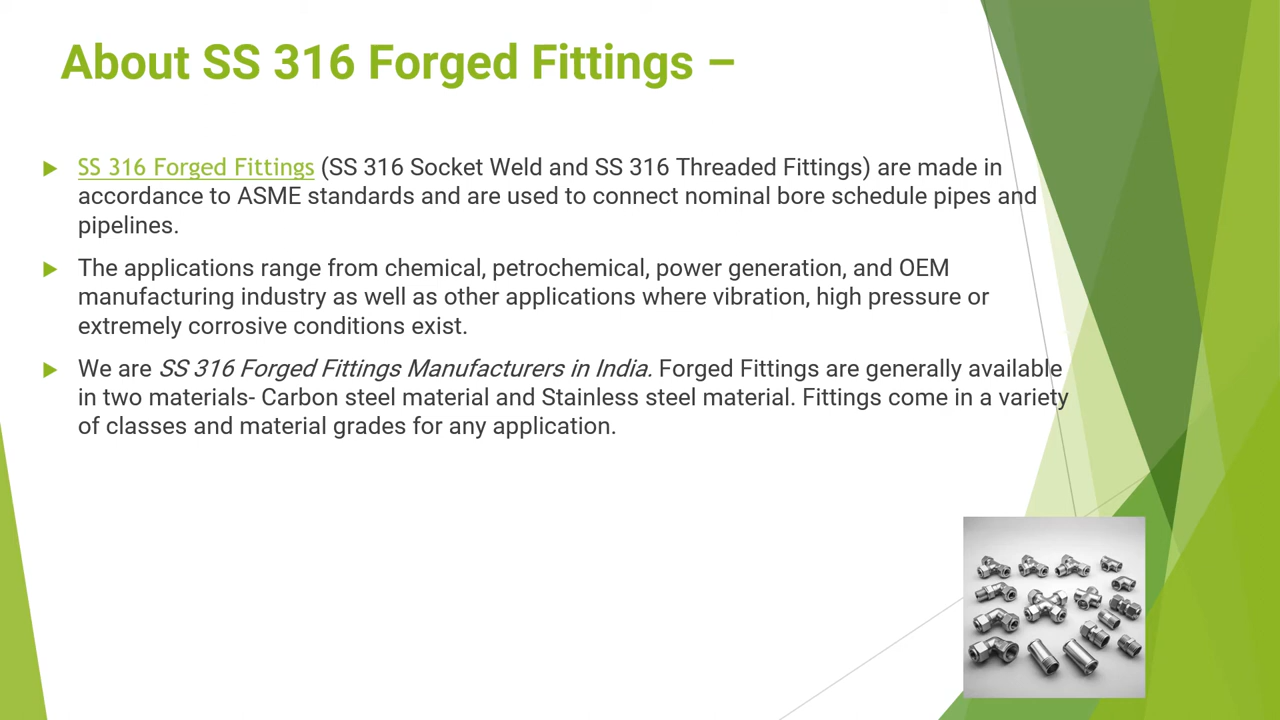 About SS 316 Forged Fittings –
SS 316 Forged Fittings (SS 316 Socket Weld and SS 316 Threaded Fittings) are made in
accordance to ASME standards and are used to connect nominal bore schedule pipes and
pipelines.
The applications range from chemical, petrochemical, power generation, and OEM
manufacturing industry as well as other applications where vibration, high pressure or
extremely corrosive conditions exist.
We are SS 316 Forged Fittings Manufacturers in India. Forged Fittings are generally available
in two materials- Carbon steel material and Stainless steel material. Fittings come in a variety
of classes and material grades for any application.